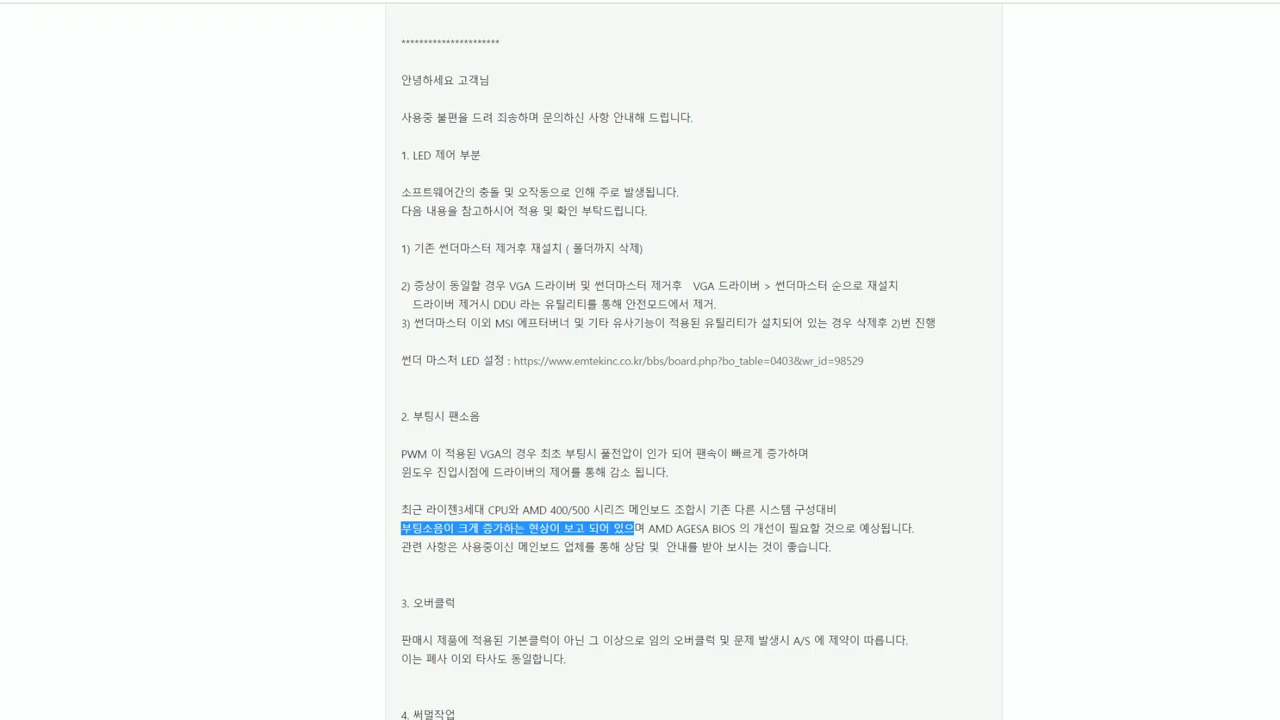 **********************
안녕하세요 고객님
사용중 불편을 드려 죄송하며 문의하신 사항 안내해 드립니다.
1. LED 제어 부분
소프트웨어간의 충돌 및 오작동으로 인해 주로 발생됩니다.
다음 내용을 참고하시어 적용 및 확인 부탁드립니다.
1) 기존 썬더마스터 제거후 재설치 ( 폴더까지 삭제)
2) 증상이 동일할 경우 VGA 드라이버 및 썬더마스터 제거후 VGA 드라이버 > 썬더마스터 순으로 재설치
드라이버 제거시 DDU 라는 유틸리티를 통해 안전모드에서 제거.
3) 썬더마스터 이외 MSI 에프터버너 및 기타 유사기능이 적용된 유틸리티가 설치되어 있는 경우 삭제후 2)번 진행
썬더 마스처 LED 설정 : https://www.emtekinc.co.kr/bbs/board.php?bo_table=0403&wr_id=98529
2. 부팅시 팬소음
PWM 이 적용된 VGA의 경우 최초 부팅시 풀전압이 인가 되어 팬속이 빠르게 증가하며
윈도우 진입시점에 드라이버의 제어를 통해 감소 됩니다.
최근 라이젠3세대 CPU와 AMD 400/500 시리즈 메인보드 조합시 기존 다른 시스템 구성대비
부팅소음이 크게 증가하는 현상이 보고 되어 있으며 AMD AGESA BIOS 의 개선이 필요할 것으로 예상됩니다.
관련 사항은 사용중이신 메인보드 업체를 통해 상담 및 안내를 받아 보시는 것이 좋습니다.
3. 오버클럭
판매시 제품에 적용된 기본클럭이 아닌 그 이상으로 임의 오버클럭 및 문제 발생시 A/S 에 제약이 따릅니다.
이는 폐사 이외 타사도 동일합니다.
4. 써멀작업